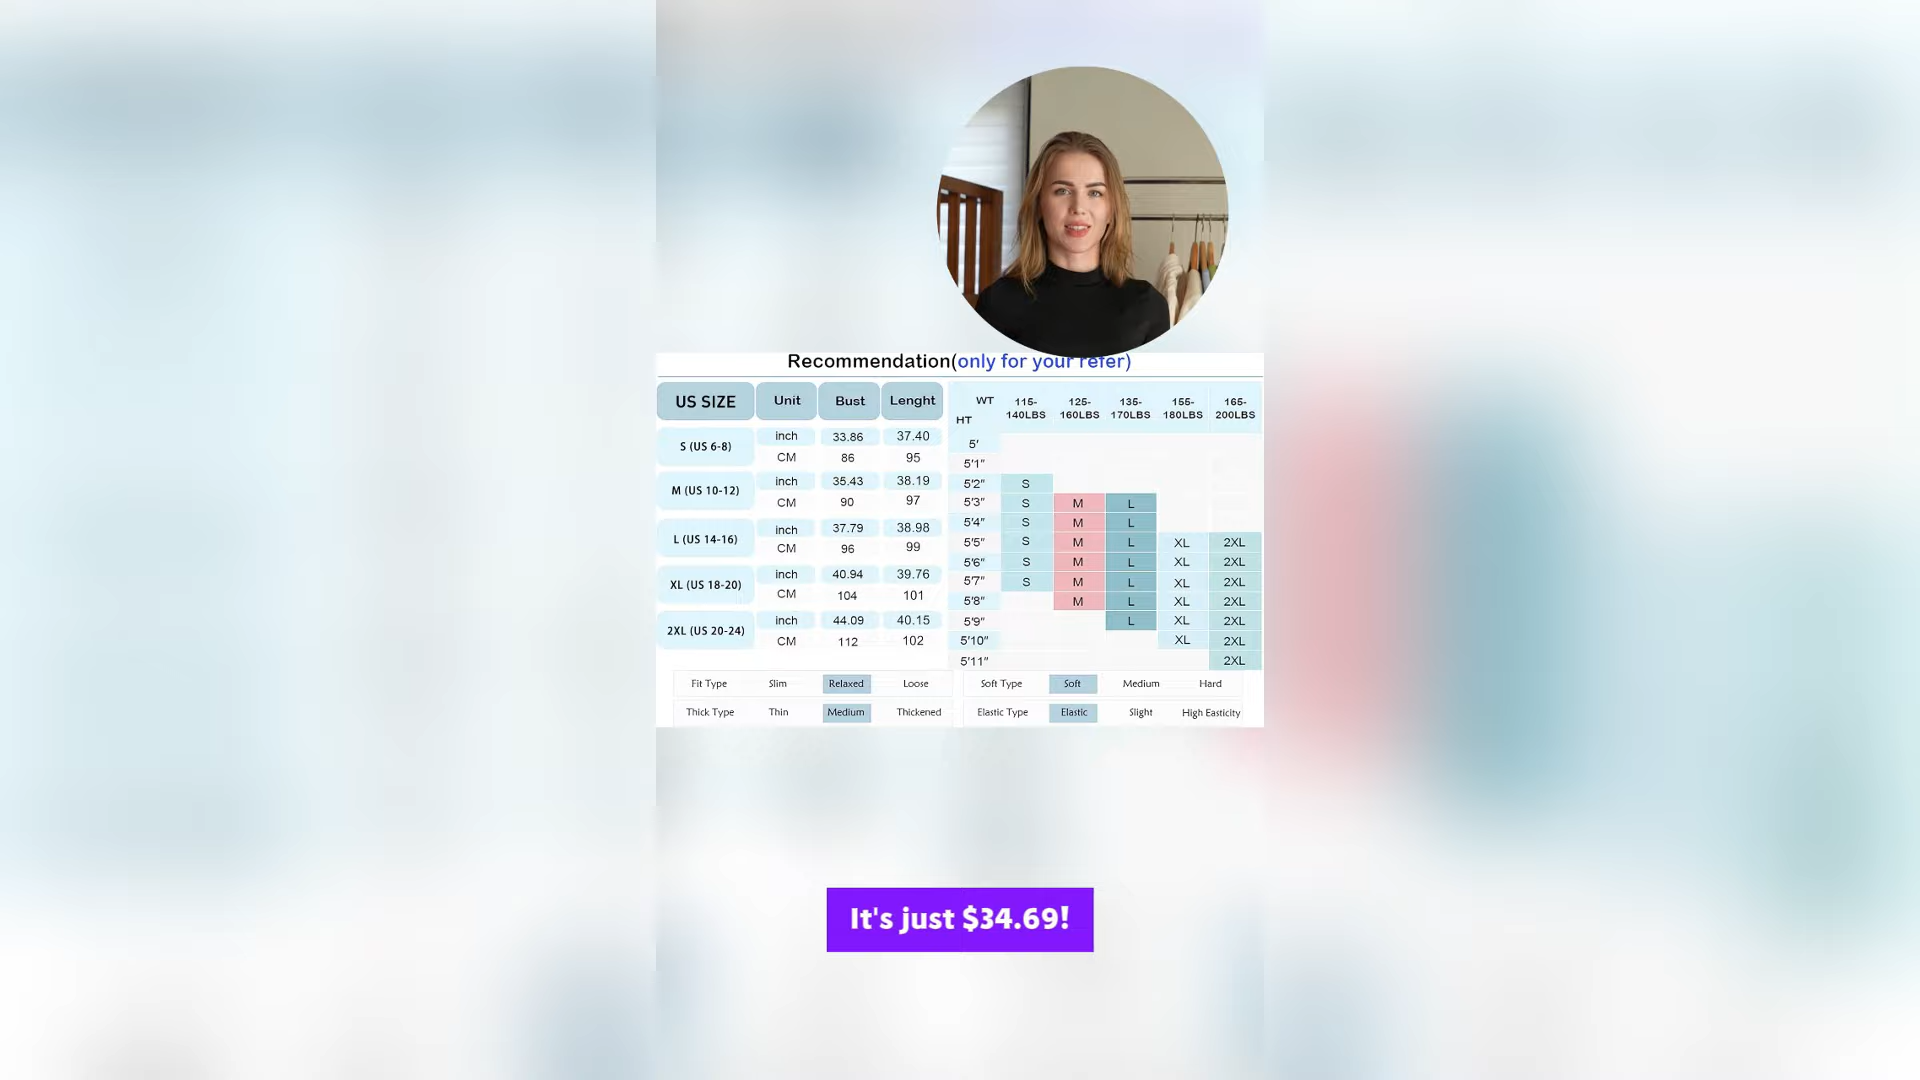 Recommendation(only for your refer)
US SIZE Unit Bust Lenght
S (US 6-8) inch 33.86 37.40
CM 86 95
M (US 10-12) inch 35.43 38.19
CM 90 97
L (US 14-16) inch 37.79 38.98
CM 96 99
XL (US 18-20) inch 40.94 39.76
CM 104 101
2XL (US 20-24) inch 44.09 40.15
CM 112 102
WT HT 115-140LBS 125-160LBS 135-170LBS 155-180LBS 165-200LBS
5'
5'1"
5'2" S
5'3" S M L
5'4" S M L
5'5" S M L XL 2XL
5'6" S M L XL 2XL
5'7" S M L XL 2XL
5'8" M L XL 2XL
5'9" L XL 2XL
5'10" XL 2XL
5'11" 2XL
Fit Type Slim Relaxed Loose
Thick Type Thin Medium Thickened
Soft Type Soft Medium Hard
Elastic Type Elastic Slight High Easticity
It's just $34.69!